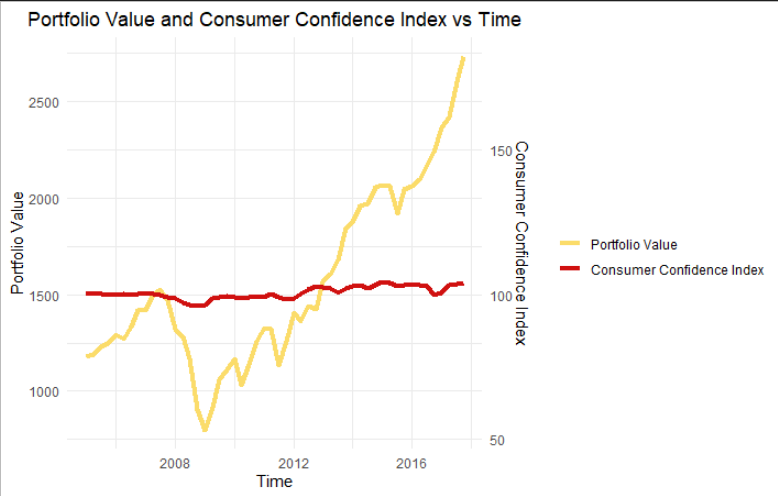 Portfolio Value and Consumer Confidence Index vs Time
Portfolio Value
2500
2000
1500
1000
150
100
50
Consumer Confidence Index
2008
2012
2016
Time
Portfolio Value
Consumer Confidence Index